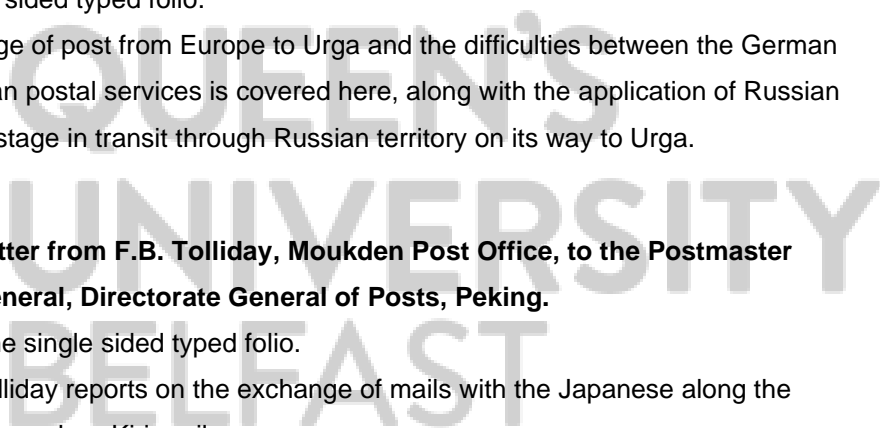 sided typed folio.
ge of post from Europe to Urga and the difficulties between the German
an postal services is covered here, along with the application of Russian
stage in transit through Russian territory on its way to Urga.
tter from F.B. Tolliday, Moukden Post Office, to the Postmaster
eneral, Directorate General of Posts, Peking.
ne single sided typed folio.
lliday reports on the exchange of mails with the Japanese along the
QUEEN'S
UNIVERSITY
BELFAST